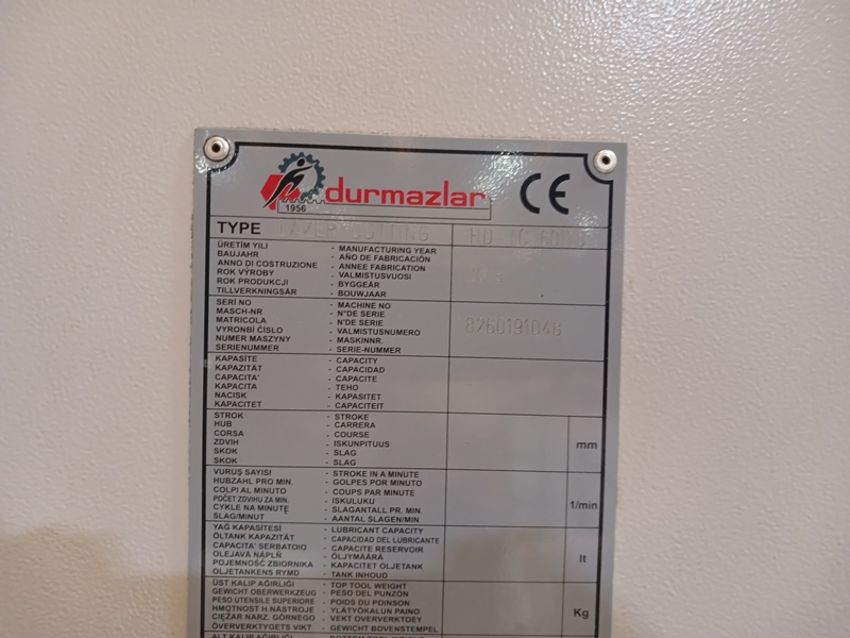 durmazlar
1956
CE
TYPE LAZER CUTTING HD
ÜRETİM YILI - MANUFACTURING YEAR
BAUJAHR - AÑO DE FABRICACIÓN
ANNO DI COSTRUZIONE - ANNEE FABRICATION
ROK VÝROBY - VALMISTUSVUOSI
ROK PRODUKCJI - BYGGEÅR
TILLVERKNINGSÅR - BOUWJAAR
SERİ NO - MACHINE NO
MASCH-NR - N°DE SERIE
MATRICOLA - N'DE SERIE
VYRONBİ ČÍSLO - VALMISTUSNUMERO
NUMER MASZYNY - MASKINNR.
SERIENUMMER - SERIE-NUMMER
8260191048
KAPASİTE - CAPACITY
KAPAZITÄT - CAPACIDAD
CAPACITA' - CAPACITE
KAPACITA - TEHO
NACISK - KAPASITET
KAPACITET - CAPACITEIT
STROK - STROKE
HUB - CARRERA
CORSA - COURSE
ZDVIH - ISKUNPITUUS
SKOK - SLAG
SKOK - SLAG
mm
VURUŞ SAYISI - STROKE IN A MINUTE
HUBZAHL PRO MIN. - GOLPES POR MINUTO
COLPI AL MINUTO - COUPS PAR MINUTE
POČET ZDVIHU ZA MIN. - ISKULUKU
CYKLE NA MINUTĘ - SLAGANTALL PR. MIN.
SLAG/MINUT - AANTAL SLAGEN/MIN
1/min
YAĞ KAPASİTESİ - LUBRICANT CAPACITY
ÖLTANK KAPAZITÄT - CAPACIDAD DEL LUBRICANTE
CAPACITA' SERBATOIO - CAPACITE RESERVOIR
OLEJAVÁ NÁPLŇ - ÖLJYMÄÄRÄ
POJEMNOŚĆ ZBIORNIKA - KAPACITET OLJETANK
OLJETANKENS RYMD - TANK INHOUD
lt
ÜST KALIP AĞIRLIĞI - TOP TOOL WEIGHT
GEWICHT OBERWERKZEUG - PESO DEL PUNZÓN
PESO UTENSILE SUPERIORE - POIDS DU POINSON
HMOTNOST H.NÁSTROJE - YLÄTYÖKALUN PAINO
CIĘŻAR NARZ. GÓRNEGO - VEKT OVERVERKTOEY
ÖVERVERKTYGETS VIKT - GEWICHT BOVENSTEMPEL
Kg
ALT KALIP AĞIRLIĞI